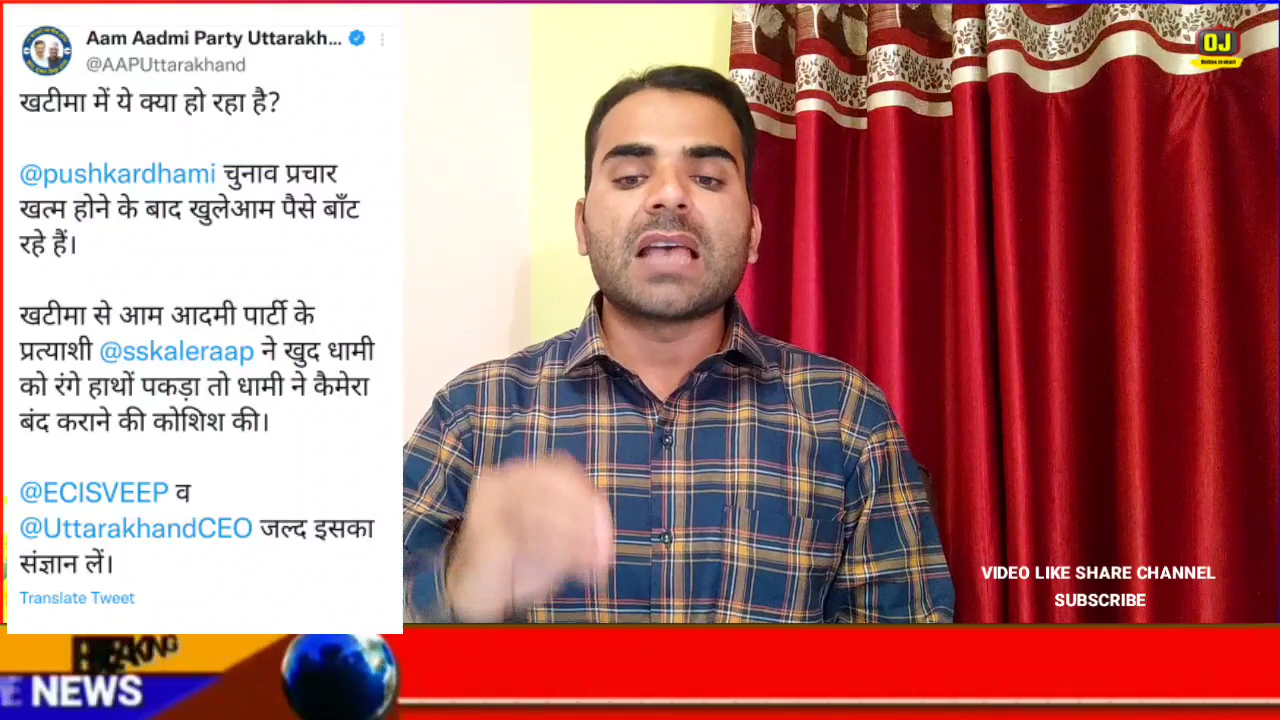 Aam Aadmi Party Uttarakh...
@AAPUttarakhand
खटीमा में ये क्या हो रहा है?
@pushkardhami चुनाव प्रचार
खत्म होने के बाद खुलेआम पैसे बाँट
रहे हैं।
खटीमा से आम आदमी पार्टी के
प्रत्याशी @sskaleraap ने खुद धामी
को रंगे हाथों पकड़ा तो धामी ने कैमेरा
बंद कराने की कोशिश की।
@ECISVEEP व
@UttarakhandCEO जल्द इसका
संज्ञान लें।
Translate Tweet
OJ
VIDEO LIKE SHARE CHANNEL
SUBSCRIBE
NEWS